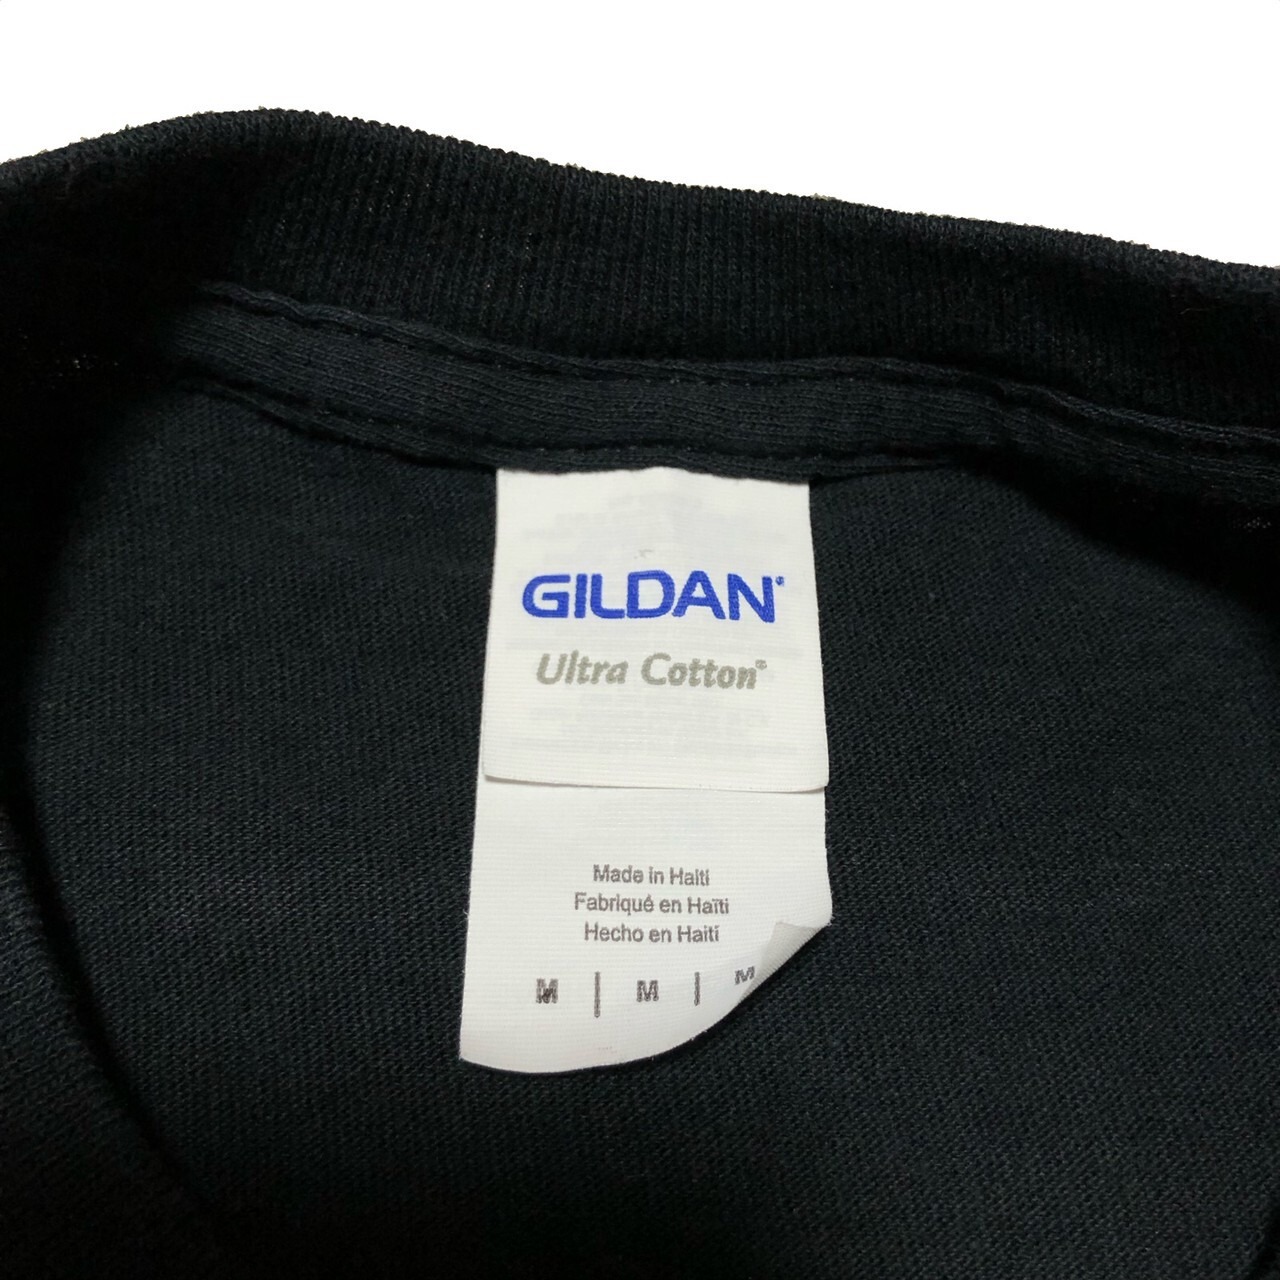 GILDAN®
Ultra Cotton®
Made in Haiti
Fabriqué en Haïti
Hecho en Haití
M | M | M